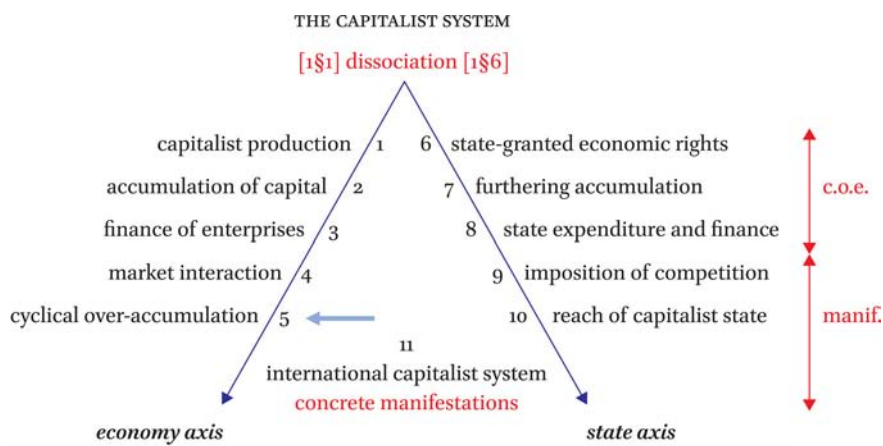 THE CAPITALIST SYSTEM
[1§1] dissociation [1§6]
capitalist production 1 6 state-granted economic rights
accumulation of capital 2 7 furthering accumulation
c.o.e.
finance of enterprises 3 8 state expenditure and finance
market interaction 4 9 imposition of competition
cyclical over-accumulation 5 10 reach of capitalist state
manif.
11
international capitalist system
concrete manifestations
economy axis state axis